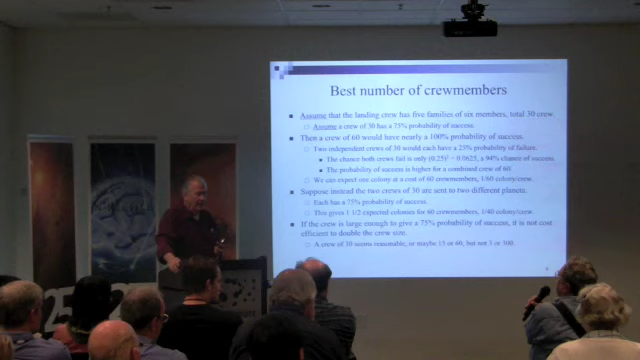 Best number of crewmembers
Assume that the landing crew has five families of six members, total 30 crew.
Assume a crew of 30 has a 75% probability of success.
Then a crew of 60 would have nearly a 100% probability of success.
Two independent crews of 30 would each have a 25% probability of failure.
The chance both crews fail is only (0.25)² = 0.0625, a 94% chance of success.
The probability of success is higher for a combined crew of 60.
We can expect one colony at a cost of 60 crewmembers, 1/60 colony/crew.
Suppose instead the two crews of 30 are sent to two different planets.
Each has a 75% probability of success.
This gives 1 1/2 expected colonies for 60 crewmembers, 1/40 colony/crew.
If the crew is large enough to give a 75% probability of success, it is not cost
efficient to double the crew size.
A crew of 30 seems reasonable, or maybe 15 or 60, but not 3 or 300.